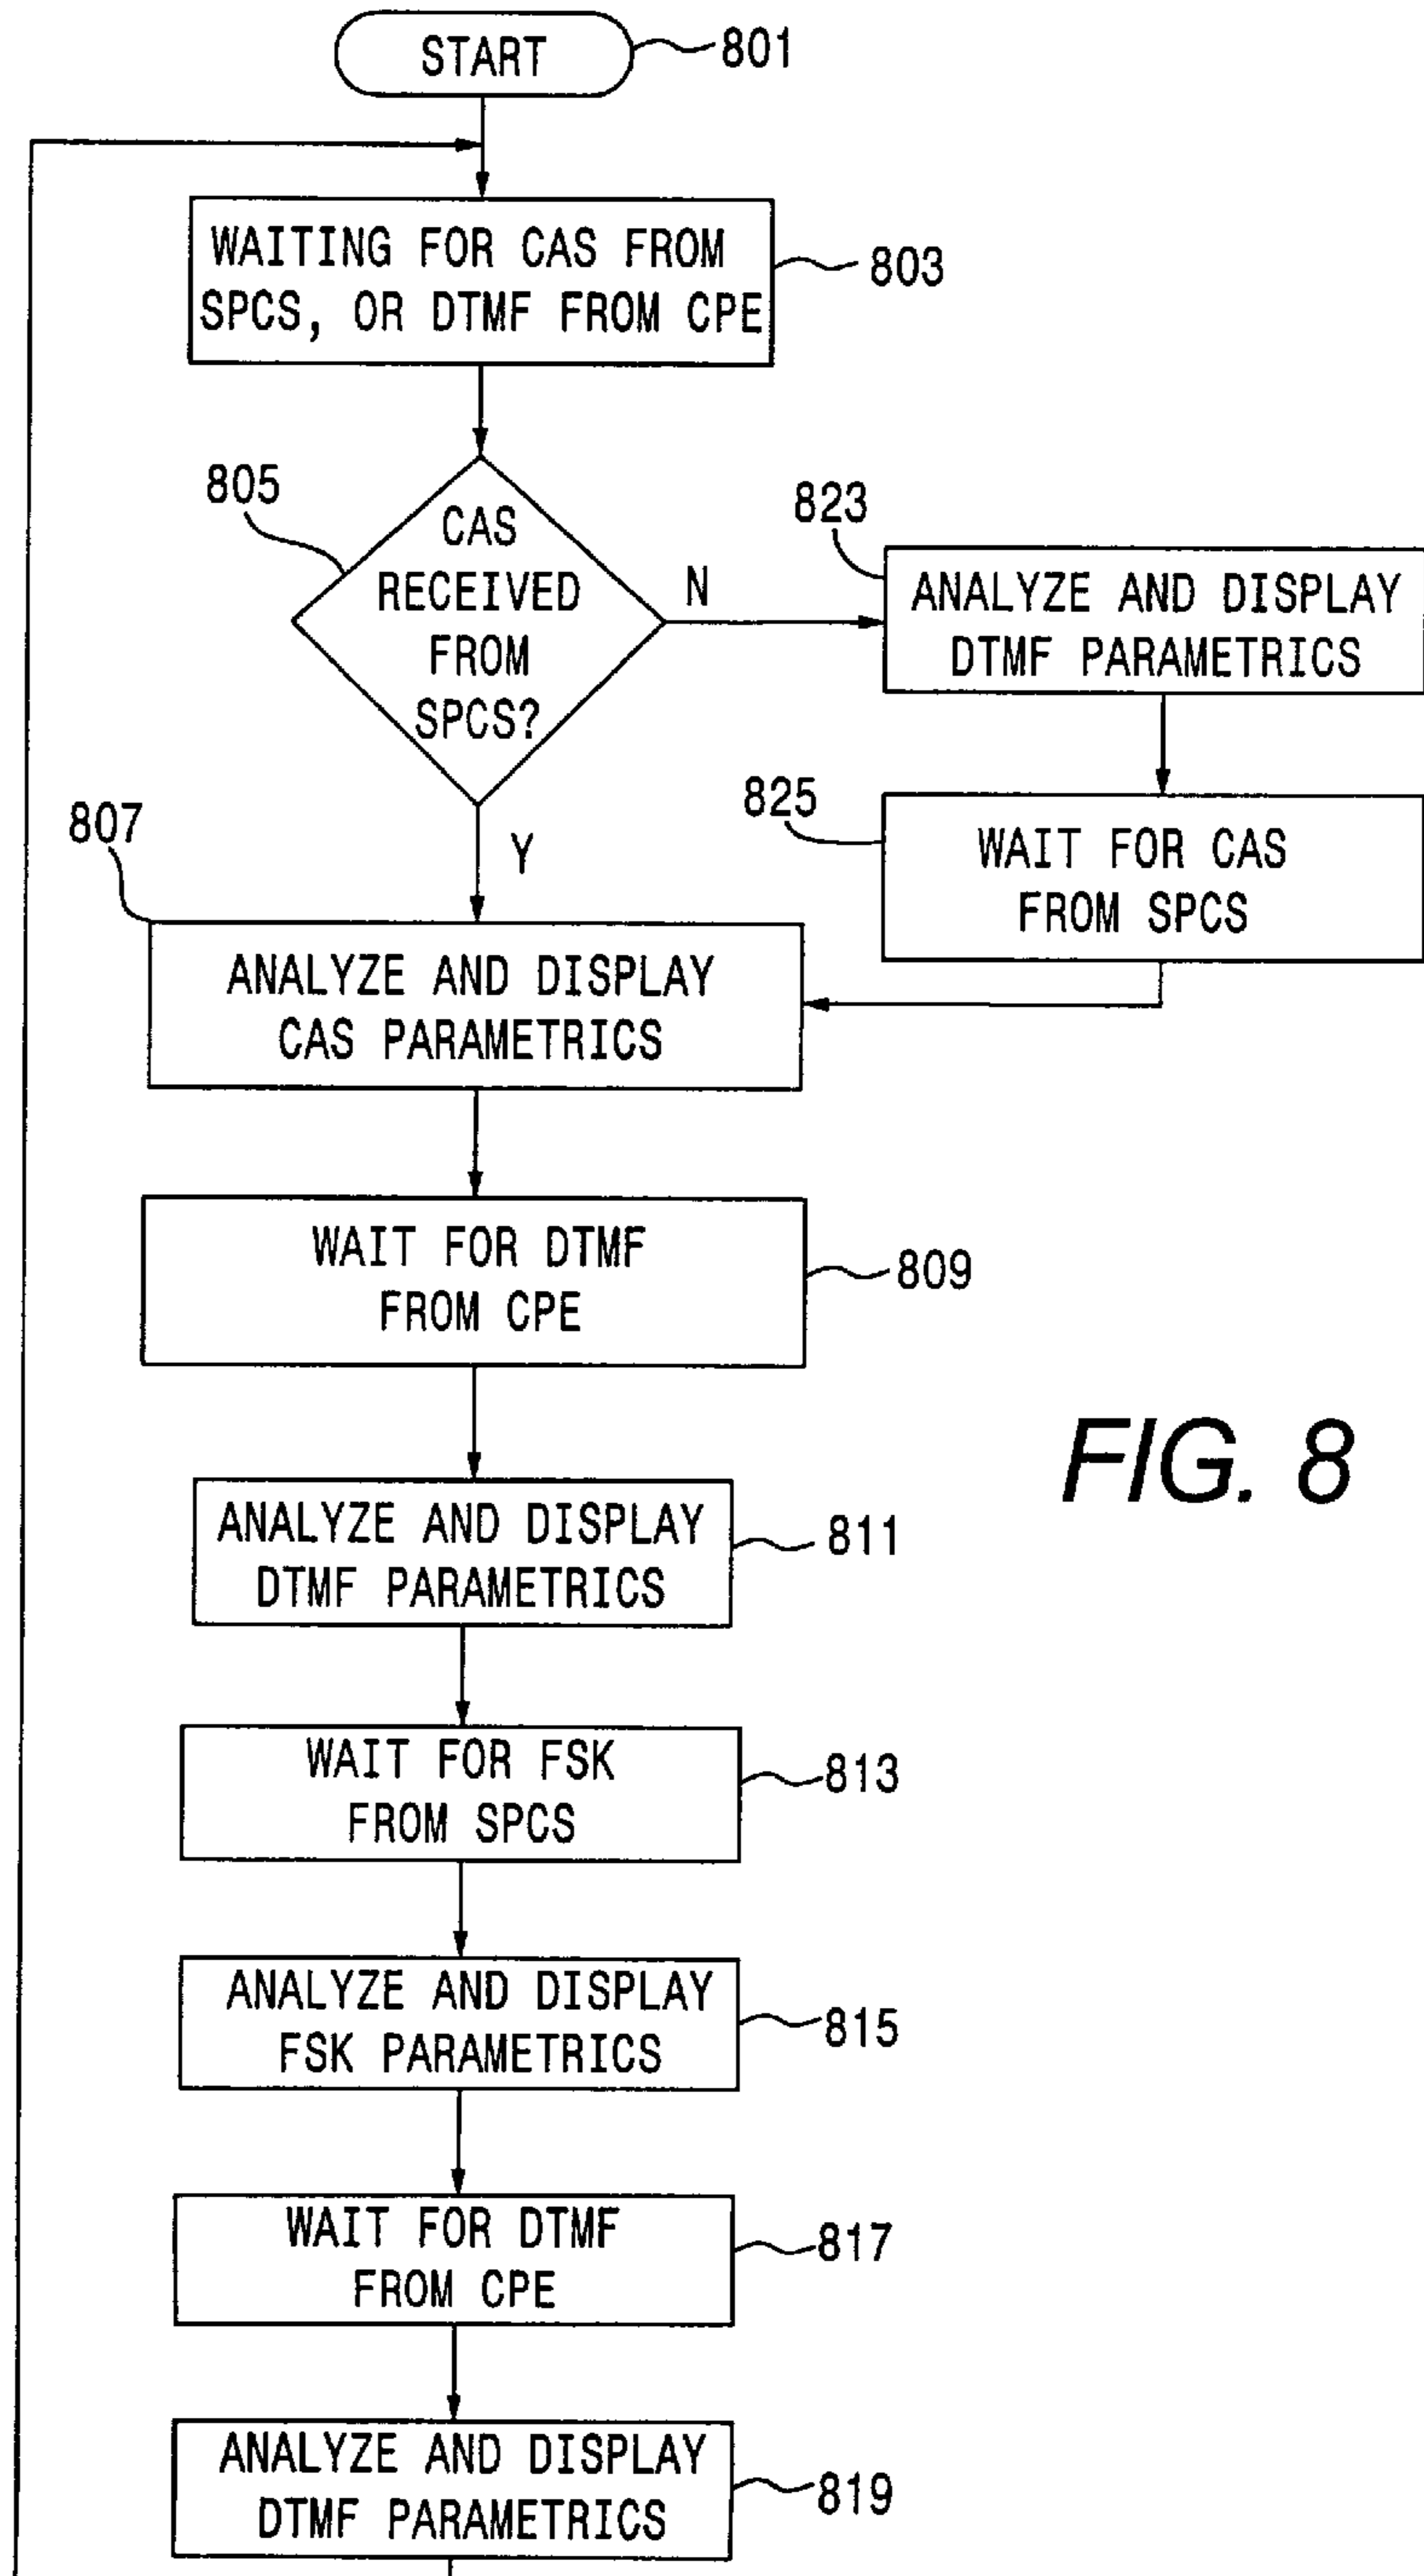 START
801
WAITING FOR CAS FROM
SPCS, OR DTMF FROM CPE
803
805
CAS
RECEIVED
FROM
SPCS?
N
Y
823
ANALYZE AND DISPLAY
DTMF PARAMETRICS
825
WAIT FOR CAS
FROM SPCS
807
ANALYZE AND DISPLAY
CAS PARAMETRICS
WAIT FOR DTMF
FROM CPE
809
FIG. 8
ANALYZE AND DISPLAY
DTMF PARAMETRICS
811
WAIT FOR FSK
FROM SPCS
813
ANALYZE AND DISPLAY
FSK PARAMETRICS
815
WAIT FOR DTMF
FROM CPE
817
ANALYZE AND DISPLAY
DTMF PARAMETRICS
819